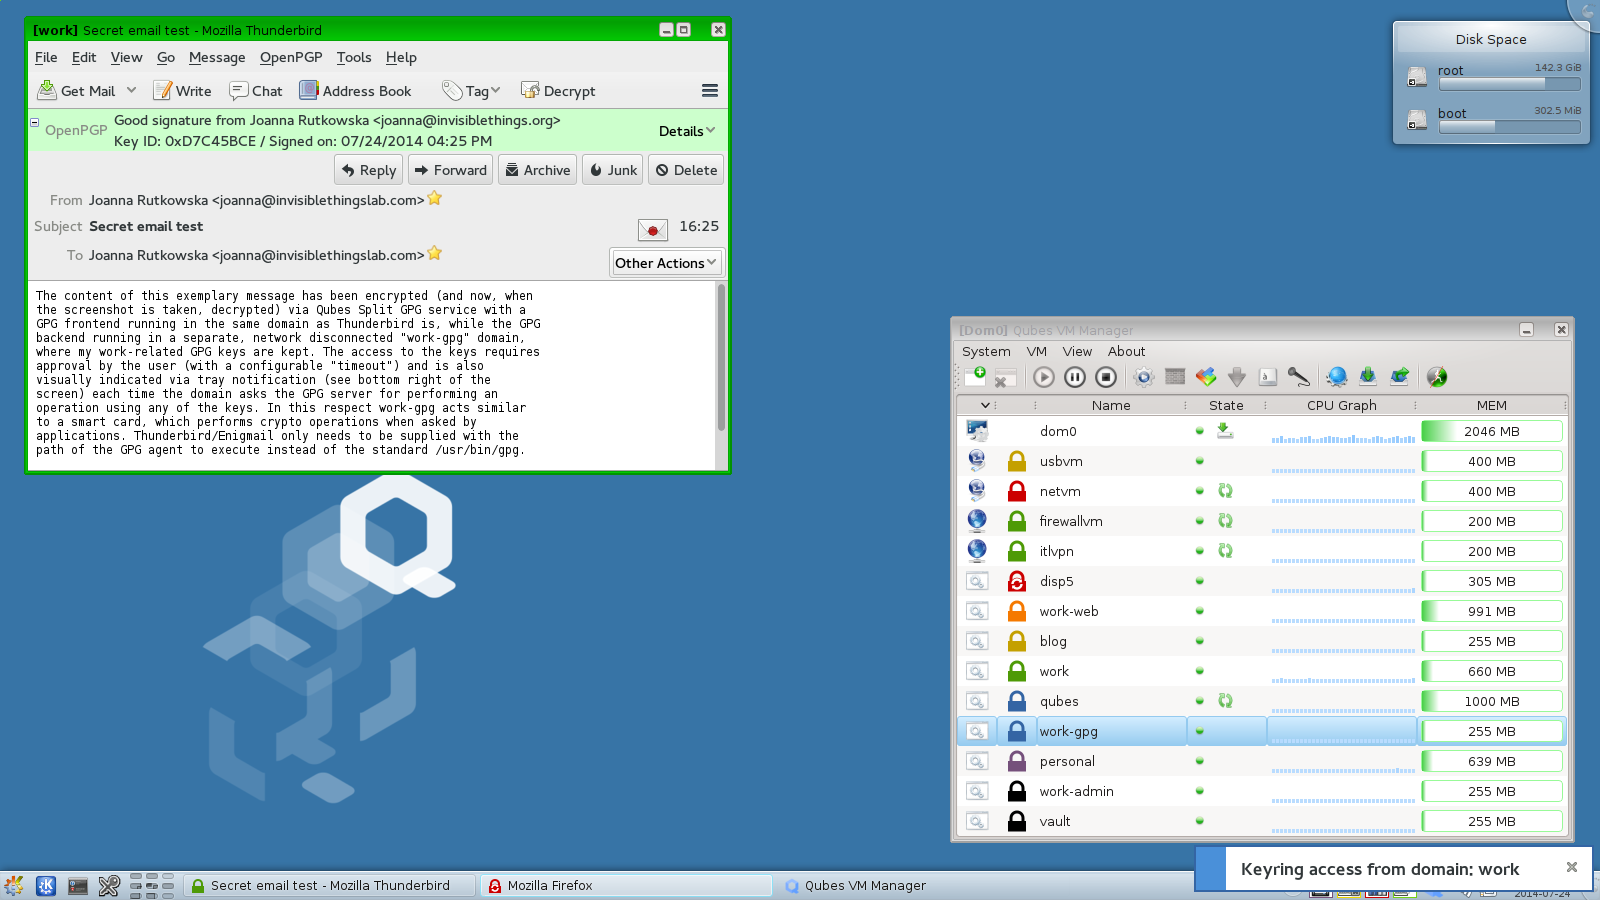 [work] Secret email test - Mozilla Thunderbird
File Edit View Go Message OpenPGP Tools Help
Get Mail Write Chat Address Book Tag Decrypt
OpenPGP Good signature from Joanna Rutkowska <joanna@invisiblethings.org>
Key ID: 0xD7C45BCE / Signed on: 07/24/2014 04:25 PM
Details
Reply Forward Archive Junk Delete
From Joanna Rutkowska <joanna@invisiblethingslab.com>
Subject Secret email test 16:25
To Joanna Rutkowska <joanna@invisiblethingslab.com>
Other Actions
The content of this exemplary message has been encrypted (and now, when
the screenshot is taken, decrypted) via Qubes Split GPG service with a
GPG frontend running in the same domain as Thunderbird is, while the GPG
backend running in a separate, network disconnected "work-gpg" domain,
where my work-related GPG keys are kept. The access to the keys requires
approval by the user (with a configurable "timeout") and is also
visually indicated via tray notification (see bottom right of the
screen) each time the domain asks the GPG server for performing an
operation using any of the keys. In this respect work-gpg acts similar
to a smart card, which performs crypto operations when asked by
applications. Thunderbird/Enigmail only needs to be supplied with the
path of the GPG agent to execute instead of the standard /usr/bin/gpg.
Disk Space
root 142.3 GiB
boot 302.5 MiB
[Dom0] Qubes VM Manager
System VM View About
Name State CPU Graph MEM
dom0 2046 MB
usbvm 400 MB
netvm 400 MB
firewallvm 200 MB
itlvpn 200 MB
disp5 305 MB
work-web 991 MB
blog 255 MB
work 660 MB
qubes 1000 MB
work-gpg 255 MB
personal 639 MB
work-admin 255 MB
vault 255 MB
Keyring access from domain: work
Secret email test - Mozilla Thunderbird
Mozilla Firefox
Qubes VM Manager
2014-07-24